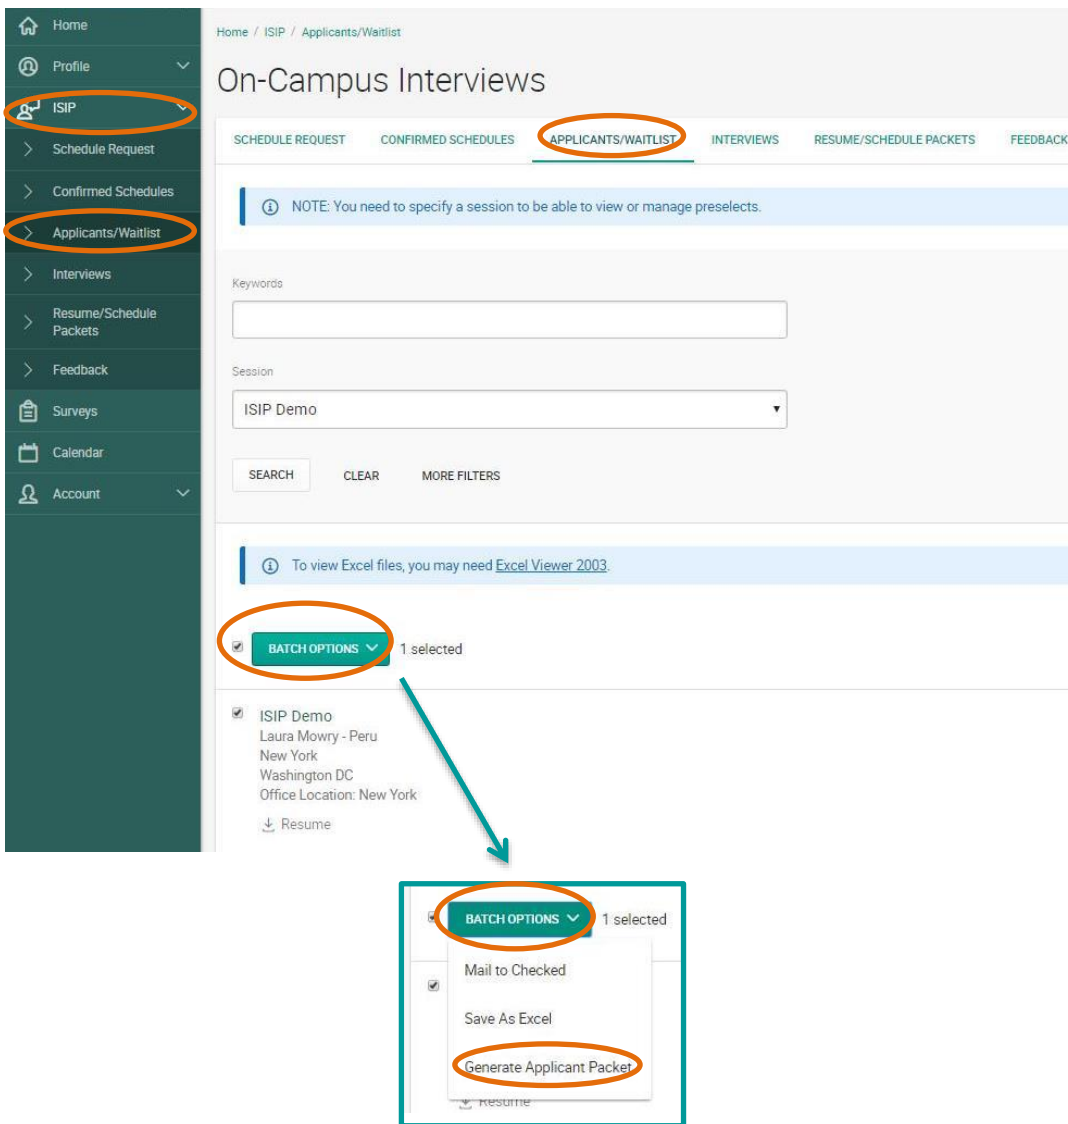 Home
Profile
ISIP
Schedule Request
Confirmed Schedules
Applicants/Waitlist
Interviews
Resume/Schedule
Packets
Feedback
Surveys
Calendar
Account
Home / ISIP / Applicants/Waitlist
On-Campus Interviews
SCHEDULE REQUEST CONFIRMED SCHEDULES APPLICANTS/WAITLIST INTERVIEWS RESUME/SCHEDULE PACKETS FEEDBACK
NOTE: You need to specify a session to be able to view or manage preselects.
Keywords
Session
ISIP Demo
SEARCH CLEAR MORE FILTERS
To view Excel files, you may need Excel Viewer 2003.
BATCH OPTIONS 1 selected
ISIP Demo
Laura Mowry - Peru
New York
Washington DC
Office Location: New York
Resume
BATCH OPTIONS 1 selected
Mail to Checked
Save As Excel
Generate Applicant Packet
Resume